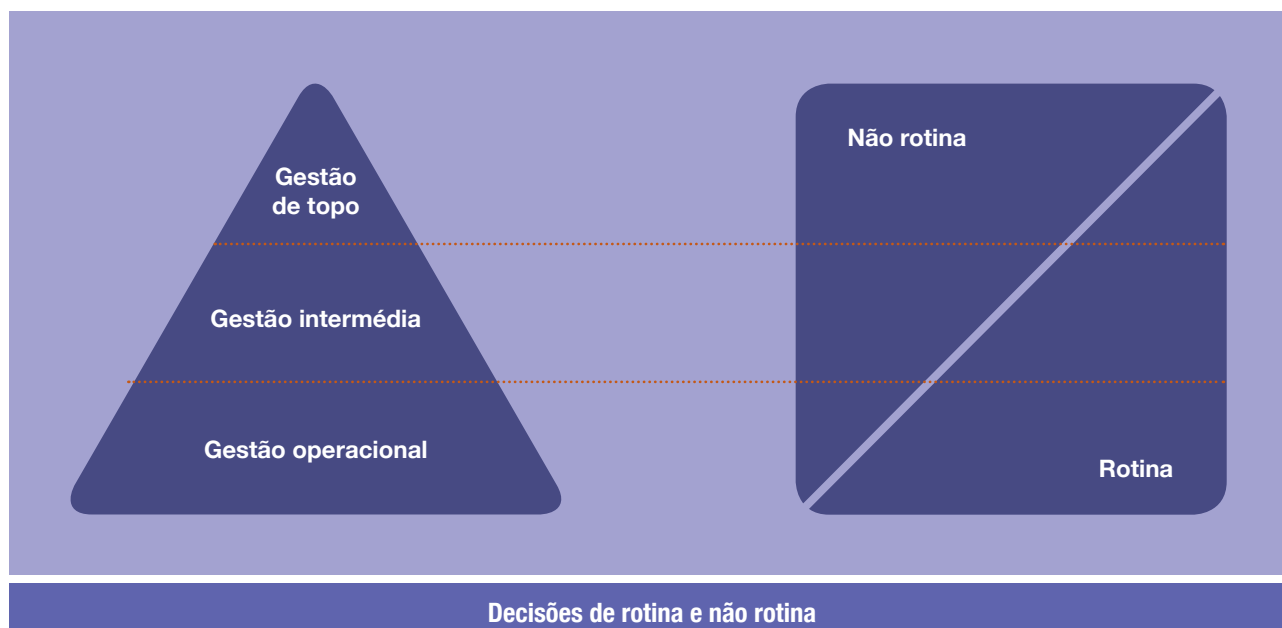 Gestão
de topo
Gestão intermédia
Gestão operacional
Não rotina
Rotina
Decisões de rotina e não rotina